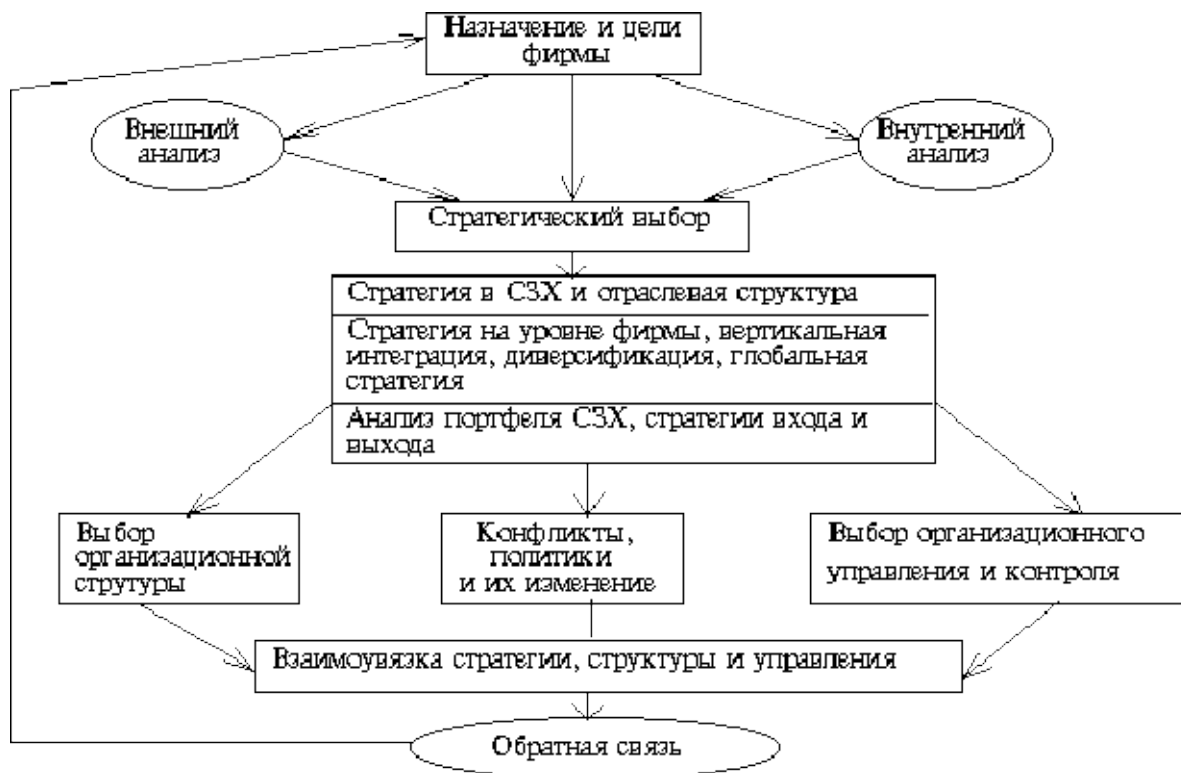 Назначение и цели
фирмы
Внешний
анализ
Внутренний
анализ
Стратегический выбор
Стратегия в СЗХ и отраслевая структура
Стратегия на уровне фирмы, вертикальная
интеграция, диверсификация, глобальная
стратегия
Анализ портфеля СЗХ, стратегии входа и
выхода
Выбор
организационной
струтуры
Конфликты,
политики
и их изменение
Выбор организационного
управления и контроля
Взаимоувязка стратегии, структуры и управления
Обратная связь